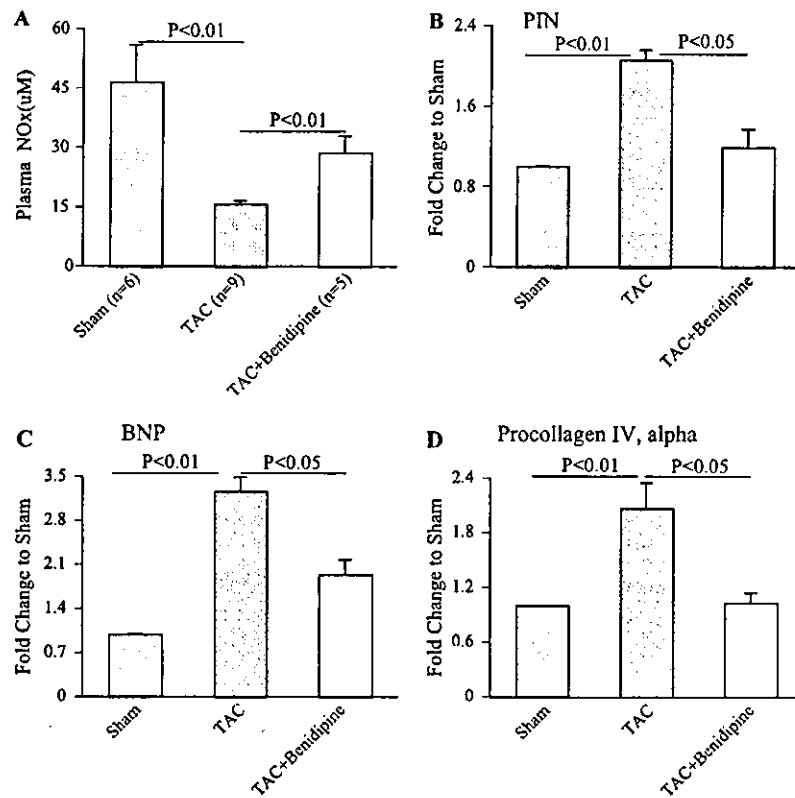 A
P<0.01
P<0.01
Plasma NOx(uM)
60
45
30
15
0
Sham (n=6)
TAC (n=9)
TAC+Benidipine (n=5)
B PIN
P<0.01 P<0.05
Fold Change to Sham
2.4
1.6
0.8
0
Sham
TAC
TAC+Benidipine
C BNP
P<0.01 P<0.05
Fold Change to Sham
3.5
2.8
2.1
1.4
0.7
0
Sham
TAC
TAC+Benidipine
D Procollagen IV, alpha
P<0.01 P<0.05
Fold Change to Sham
2.4
1.8
1.2
0.6
0
Sham
TAC
TAC+Benidipine